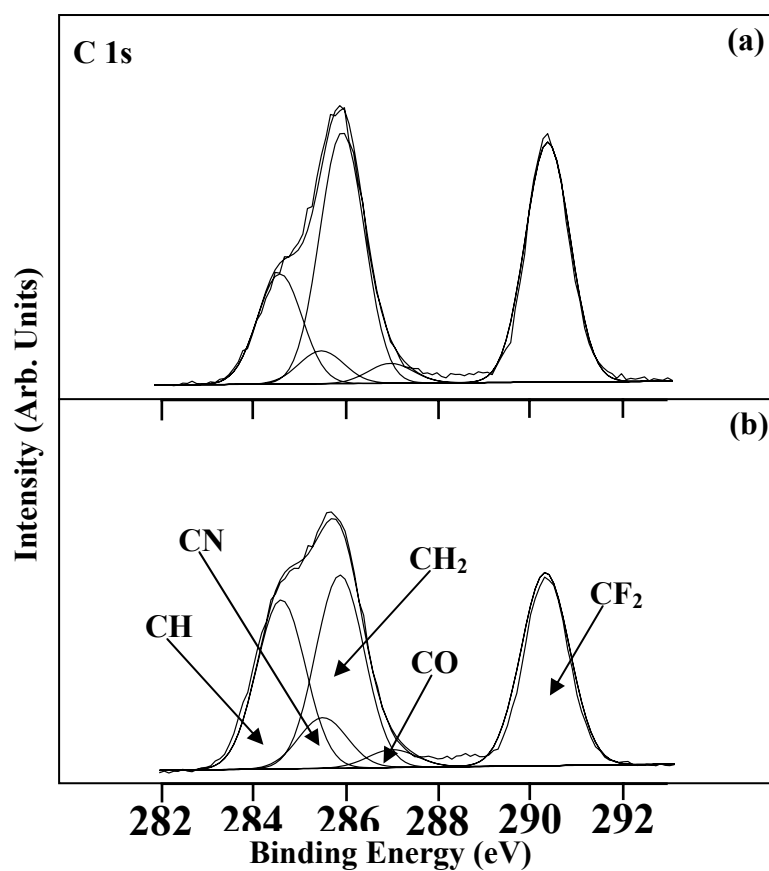 C 1s
(a)
Intensity (Arb. Units)
282 284 286 288 290 292
(b)
CN
CH₂
CF₂
CH
CO
Binding Energy (eV)